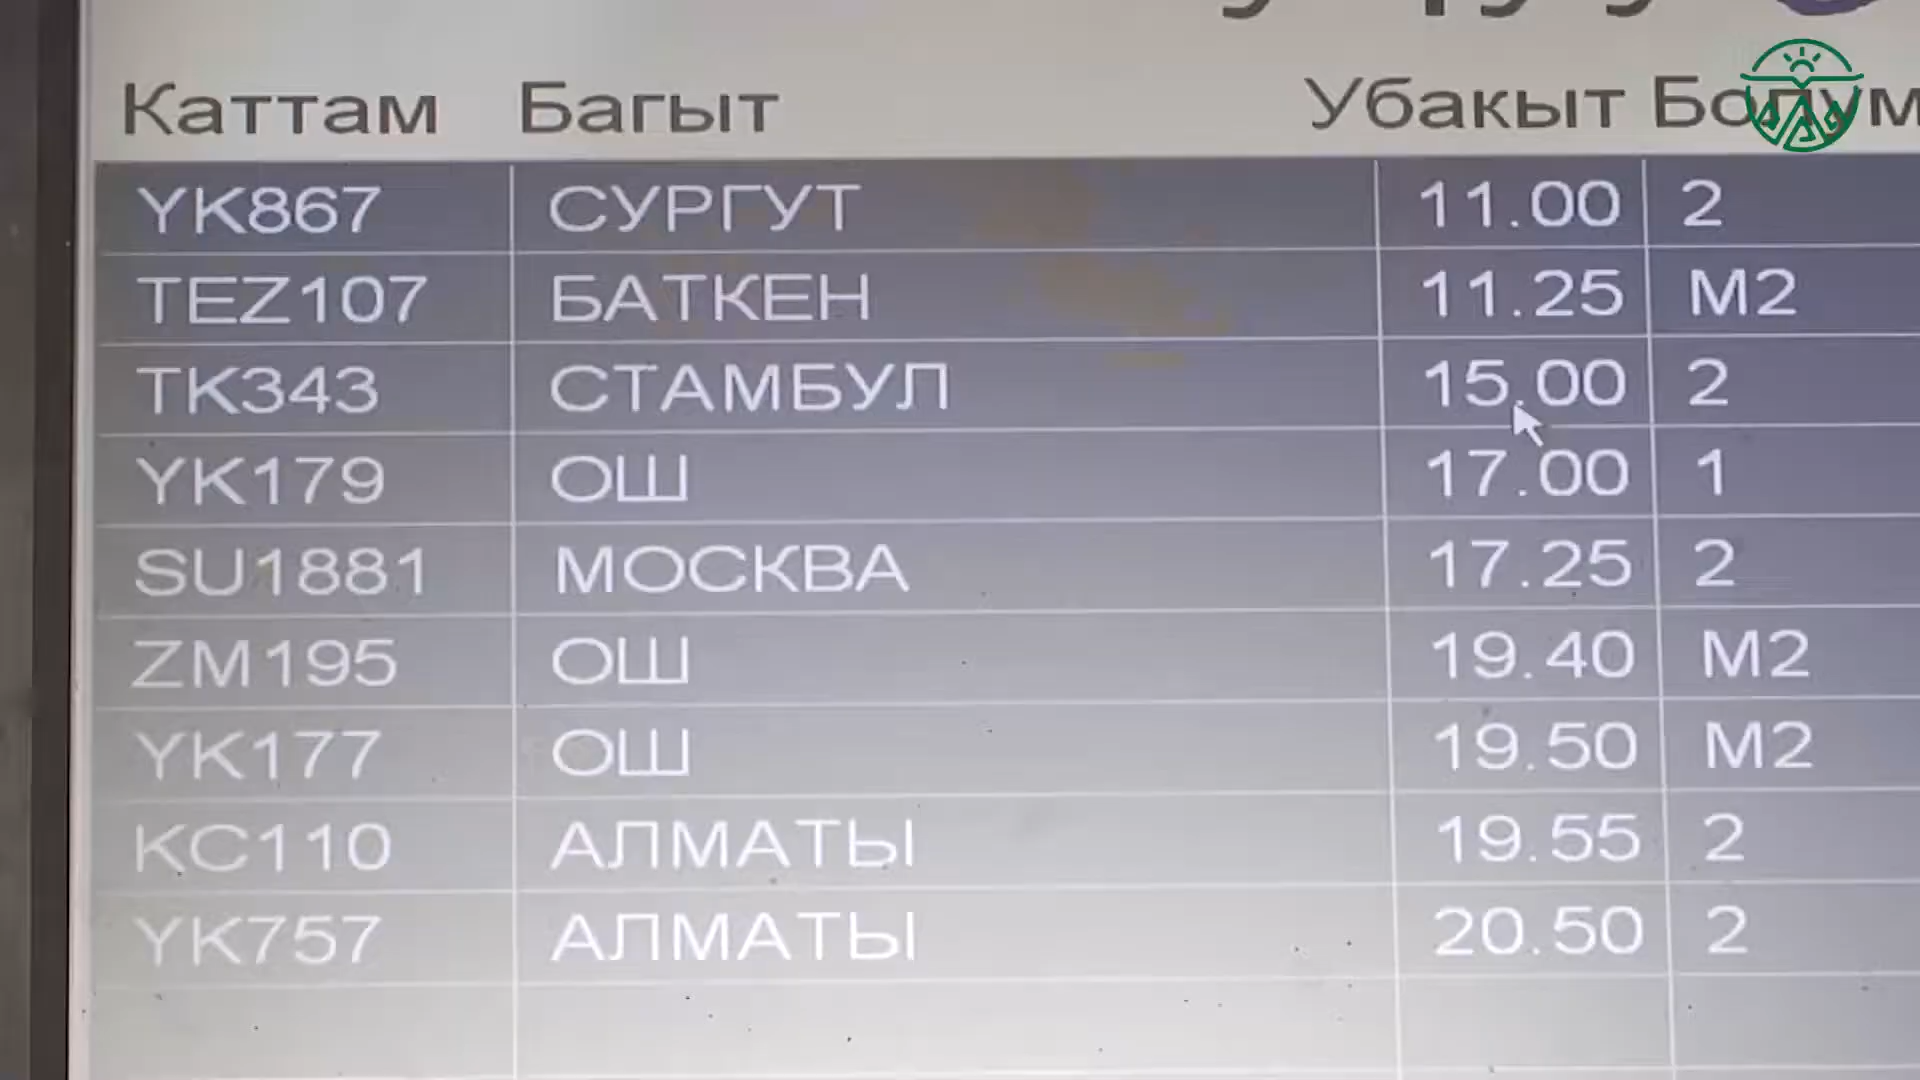 Каттам Багыт Убакыт
YK867 СУРГУТ 11.00 2
TEZ107 БАТКЕН 11.25 M2
TK343 СТАМБУЛ 15.00 2
YK179 ОШ 17.00 1
SU1881 МОСКВА 17.25 2
ZM195 ОШ 19.40 M2
YK177 ОШ 19.50 M2
KC110 АЛМАТЫ 19.55 2
YK757 АЛМАТЫ 20.50 2